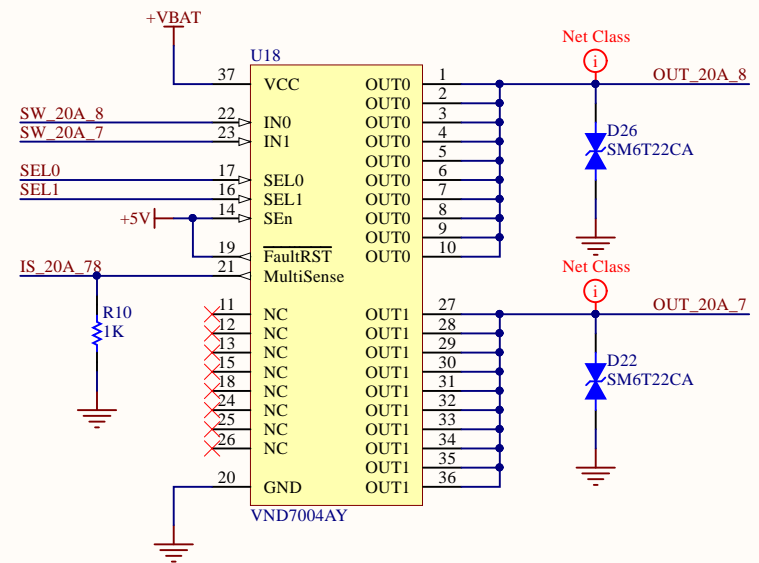 +VBAT
Net Class
U18
37 VCC OUT0 1 OUT_20A_8
OUT0 2
SW_20A_8 22 IN0 OUT0 3
SW_20A_7 23 IN1 OUT0 4 D26
OUT0 5 SM6T22CA
SEL0 17 SEL0 OUT0 6
SEL1 16 SEL1 OUT0 7
+5V 14 SEn OUT0 8
OUT0 9
19 FaultRST OUT0 10
IS_20A_78 21 MultiSense Net Class
R10 11 NC OUT1 27 OUT_20A_7
1K 12 NC OUT1 28
13 NC OUT1 29
15 NC OUT1 30 D22
18 NC OUT1 31 SM6T22CA
24 NC OUT1 32
25 NC OUT1 33
26 NC OUT1 34
OUT1 35
20 GND OUT1 36
VND7004AY